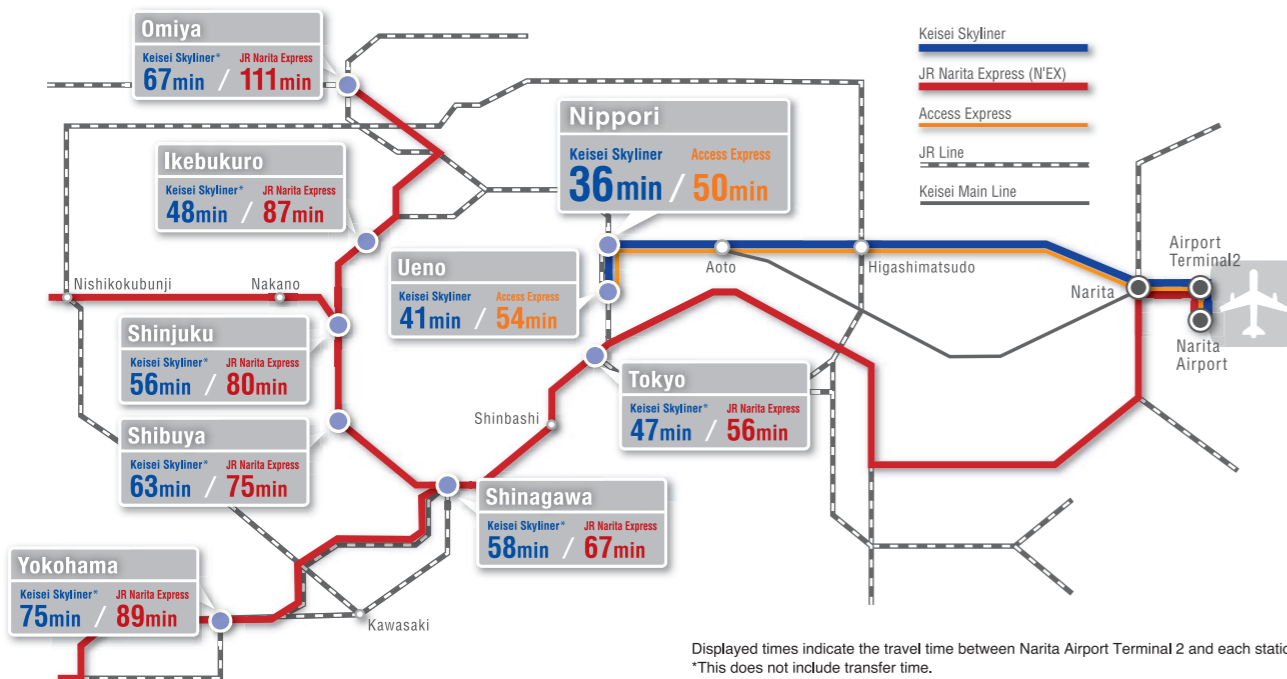 Omiya
Keisei Skyliner* JR Narita Express
67min / 111min
Ikebukuro
Keisei Skyliner* JR Narita Express
48min / 87min
Nippori
Keisei Skyliner Access Express
36min / 50min
Keisei Skyliner
JR Narita Express (N'EX)
Access Express
JR Line
Keisei Main Line
Ueno
Keisei Skyliner Access Express
41min / 54min
Aoto
Higashimatsudo
Narita
Airport
Terminal2
Narita
Airport
Nishikokubunji
Nakano
Shinjuku
Keisei Skyliner* JR Narita Express
56min / 80min
Shibuya
Keisei Skyliner* JR Narita Express
63min / 75min
Shinbashi
Tokyo
Keisei Skyliner* JR Narita Express
47min / 56min
Shinagawa
Keisei Skyliner* JR Narita Express
58min / 67min
Yokohama
Keisei Skyliner* JR Narita Express
75min / 89min
Kawasaki
Displayed times indicate the travel time between Narita Airport Terminal 2 and each static
*This does not include transfer time.